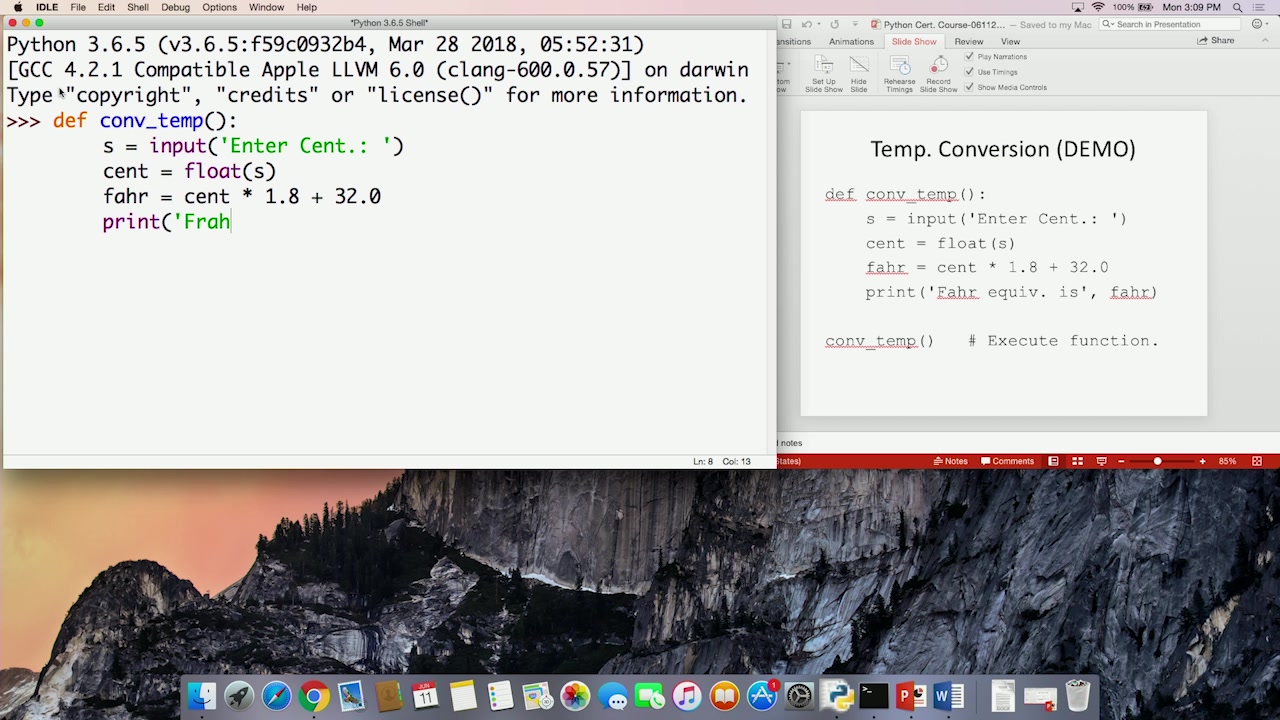 IDLE File Edit Shell Debug Options Window Help 100% Mon 3:09 PM
*Python 3.6.5 Shell*
Python 3.6.5 (v3.6.5:f59c0932b4, Mar 28 2018, 05:52:31)
[GCC 4.2.1 Compatible Apple LLVM 6.0 (clang-600.0.57)] on darwin
Type "copyright", "credits" or "license()" for more information.
>>> def conv_temp():
s = input('Enter Cent.: ')
cent = float(s)
fahr = cent * 1.8 + 32.0
print('Frah
Ln: 8 Col: 13
Python Cert. Course-06112... — Saved to my Mac
Search in Presentation
nsitions Animations Slide Show Review View Share
Set Up
Slide Show
Hide
Slide
Rehearse
Timings
Record
Slide Show
Play Narrations
Use Timings
Show Media Controls
Temp. Conversion (DEMO)
def conv_temp():
s = input('Enter Cent.: ')
cent = float(s)
fahr = cent * 1.8 + 32.0
print('Fahr equiv. is', fahr)
conv_temp() # Execute function.
notes
States) Notes Comments 85%
JUN
11
1